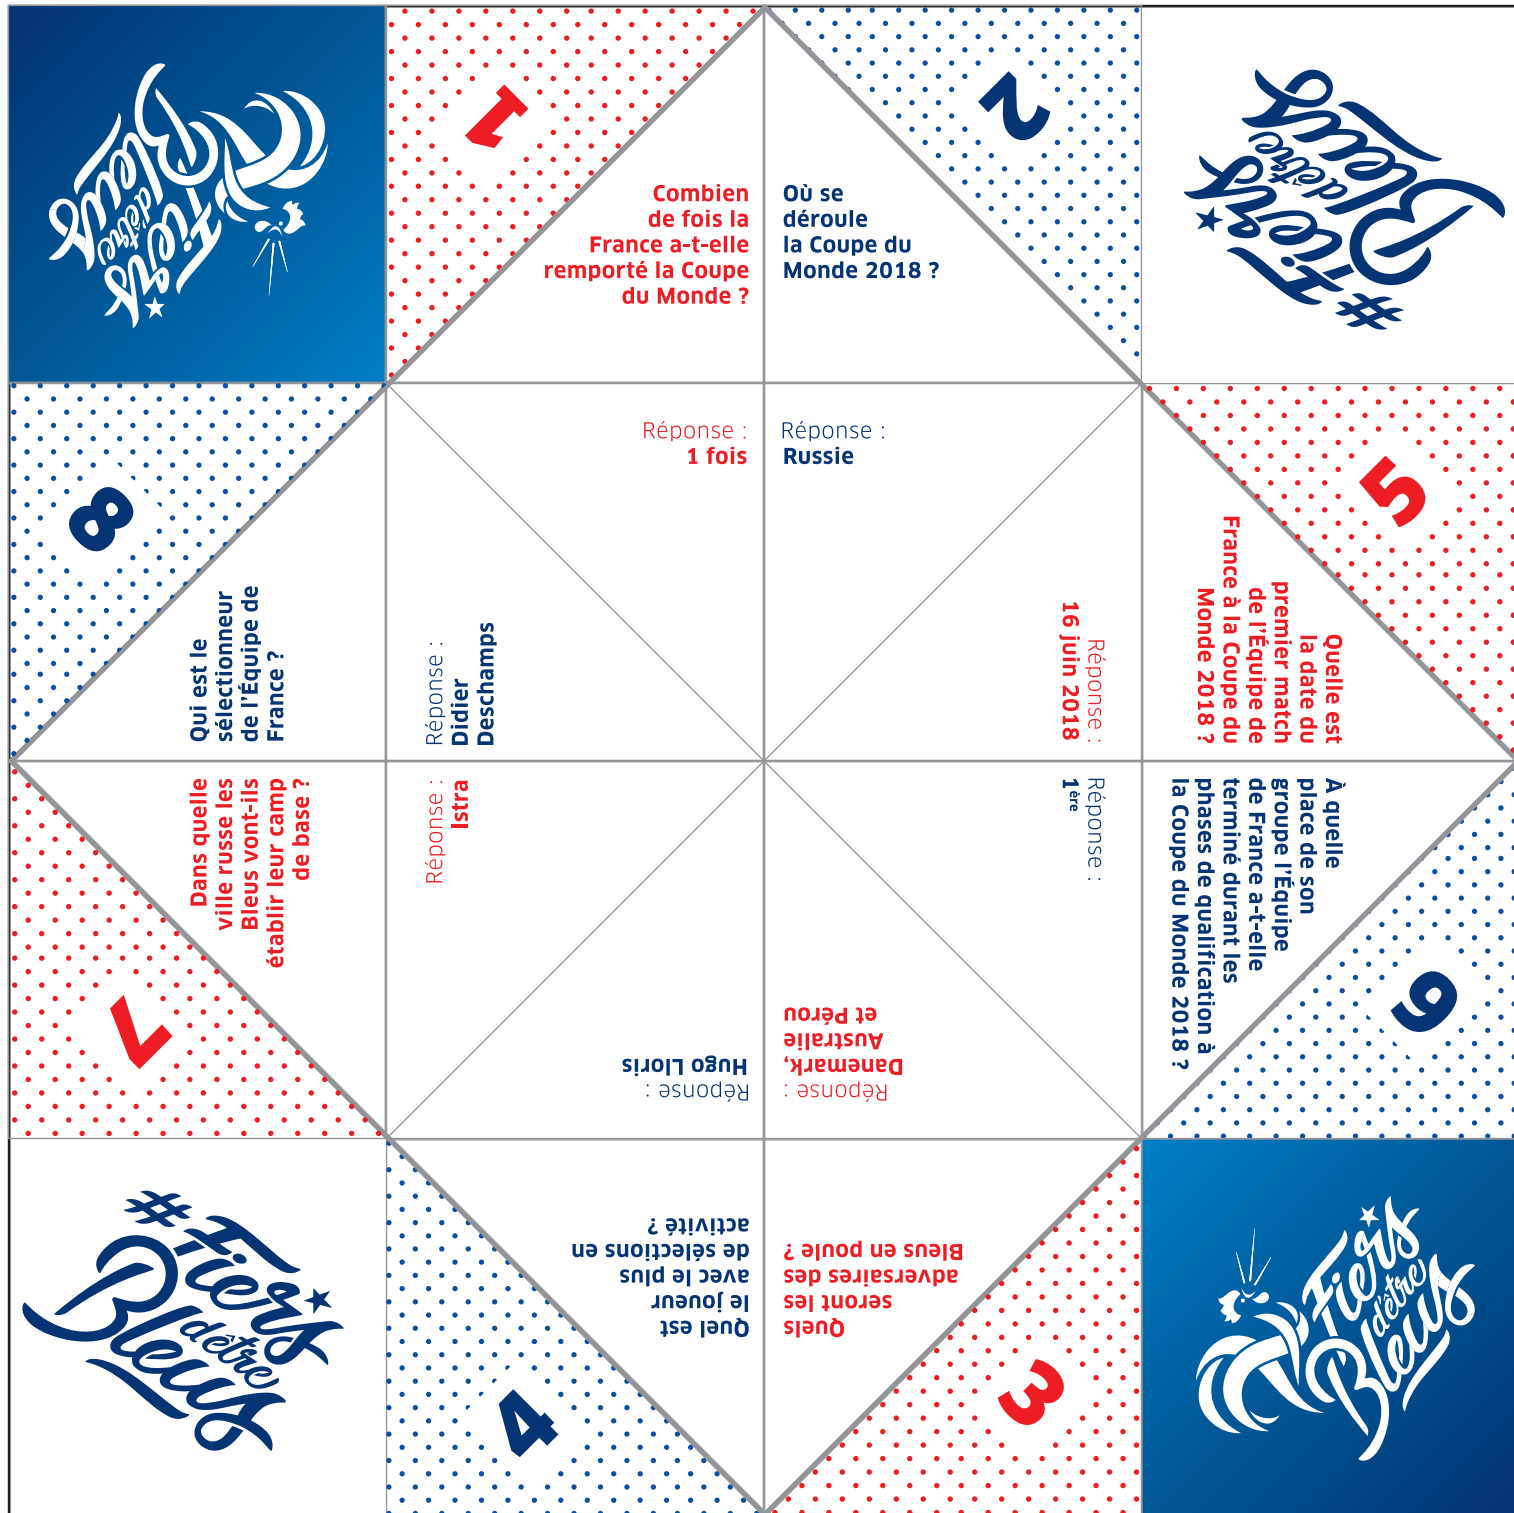 Fiers
d'être
Bleus
1
Combien
de fois la
France a-t-elle
remporté la Coupe
du Monde ?
Réponse :
1 fois
2
Où se
déroule
la Coupe du
Monde 2018 ?
Réponse :
Russie
#Fiers
d'être
Bleus
5
Quelle est
la date du
premier match
de l'Équipe de
France à la Coupe du
Monde 2018 ?
Réponse :
16 juin 2018
6
À quelle
place de son
groupe l'Équipe
de France a-t-elle
terminé durant les
phases de qualification à
la Coupe du Monde 2018 ?
Réponse :
1ère
Fiers
d'être
Bleus
3
Quels
seront les
adversaires des
Bleus en poule ?
Réponse :
Danemark,
Australie
et Pérou
4
Quel est
le joueur
avec le plus
de sélections en
activité ?
Réponse :
Hugo Lloris
#Fiers
d'être
Bleus
7
Dans quelle
ville russe les
Bleus vont-ils
établir leur camp
de base ?
Réponse :
Istra
8
Qui est le
sélectionneur
de l'Équipe de
France ?
Réponse :
Didier
Deschamps